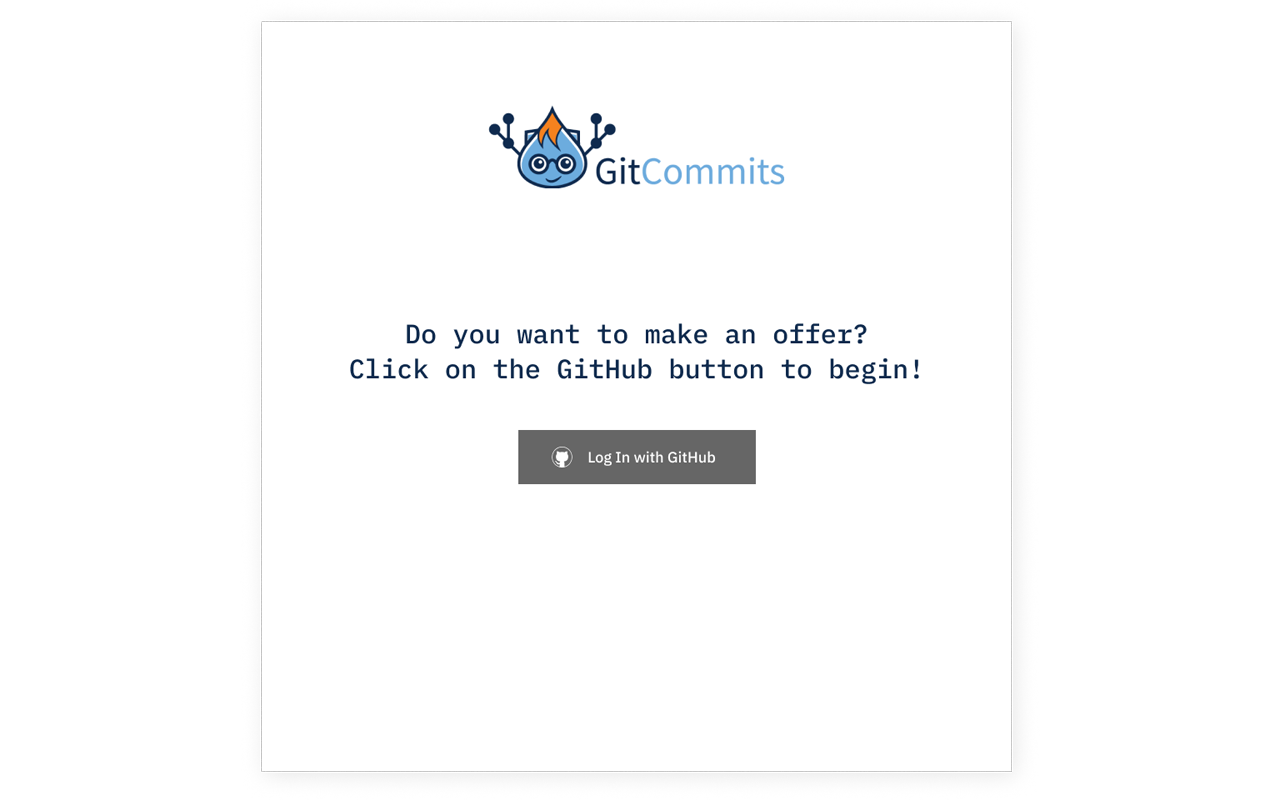 GitCommits
Do you want to make an offer?
Click on the GitHub button to begin!
Log In with GitHub